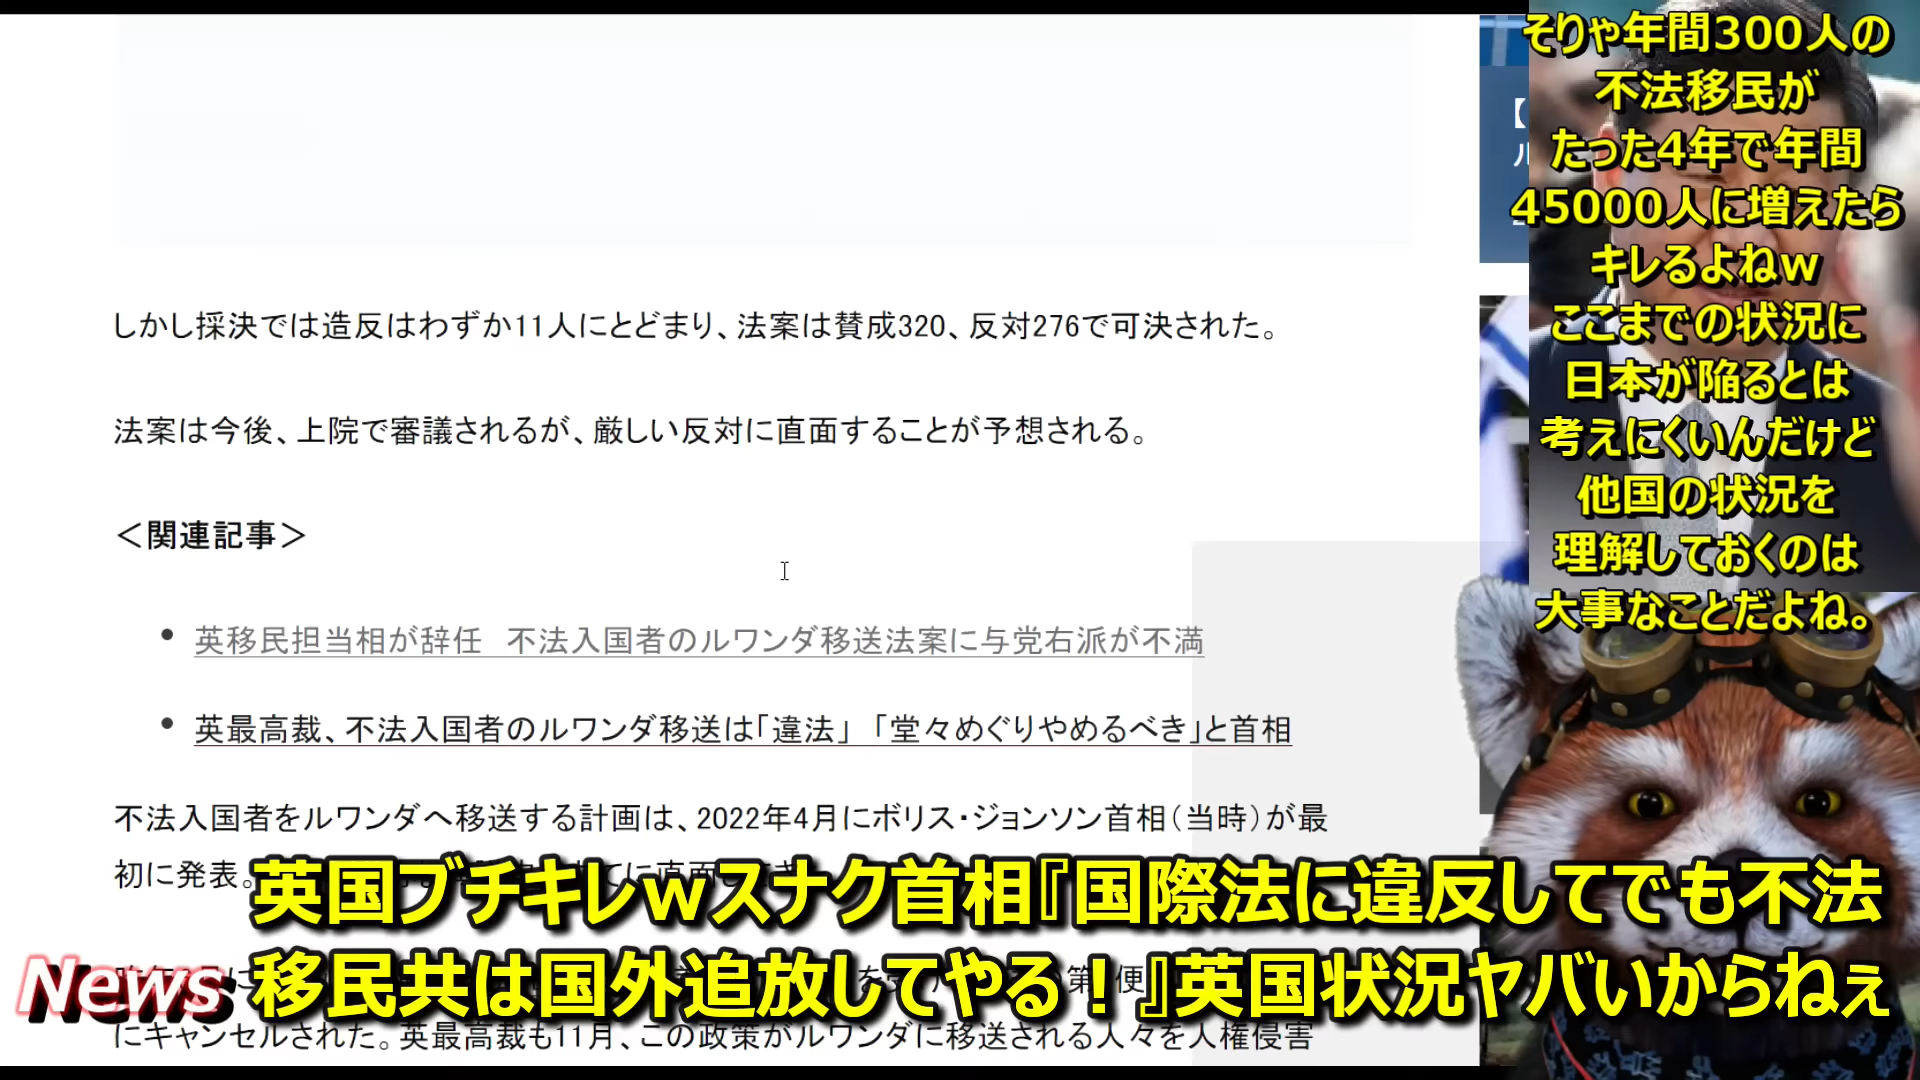 しかし採決では造反はわずか11人にとどまり、法案は賛成320、反対276で可決された。
法案は今後、上院で審議されるが、厳しい反対に直面することが予想される。
＜関連記事＞
英移民担当相が辞任　不法入国者のルワンダ移送法案に与党右派が不満
英最高裁、不法入国者のルワンダ移送は「違法」「堂々めぐりやめるべき」と首相
不法入国者をルワンダへ移送する計画は、2022年4月にボリス・ジョンソン首相（当時）が最
初に発表。
にキャンセルされた。英最高裁も11月、この政策がルワンダに移送される人々を人権侵害
そりゃ年間300人の
不法移民が
たった4年で年間
45000人に増えたら
キレるよねw
ここまでの状況に
日本が陥るとは
考えにくいんだけど
他国の状況を
理解しておくのは
大事なことだよね。
News
英国ブチキレwスナク首相『国際法に違反してでも不法
移民共は国外追放してやる！』英国状況ヤバいからねぇ